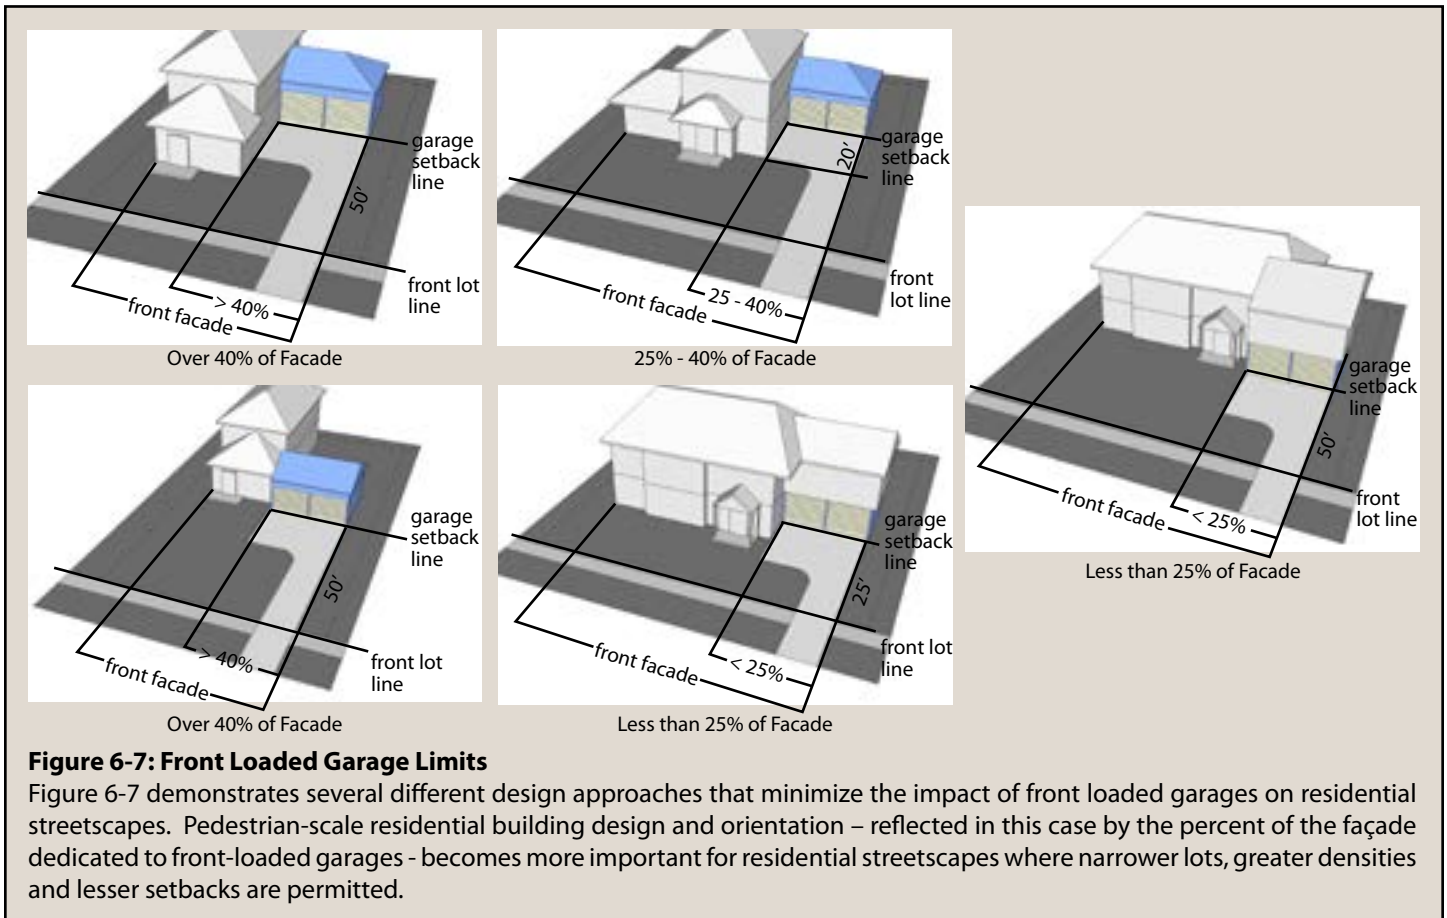 garage
setback
line
50'
front lot
line
> 40%
front facade
Over 40% of Facade
garage
setback
line
20'
front
lot line
25 - 40%
front facade
25% - 40% of Facade
garage
setback
line
50'
front
lot line
< 25%
front facade
Less than 25% of Facade
garage
setback
line
50'
front lot
line
> 40%
front facade
Over 40% of Facade
garage
setback
line
25'
front lot
line
< 25%
front facade
Less than 25% of Facade
Figure 6-7: Front Loaded Garage Limits
Figure 6-7 demonstrates several different design approaches that minimize the impact of front loaded garages on residential
streetscapes. Pedestrian-scale residential building design and orientation – reflected in this case by the percent of the façade
dedicated to front-loaded garages - becomes more important for residential streetscapes where narrower lots, greater densities
and lesser setbacks are permitted.